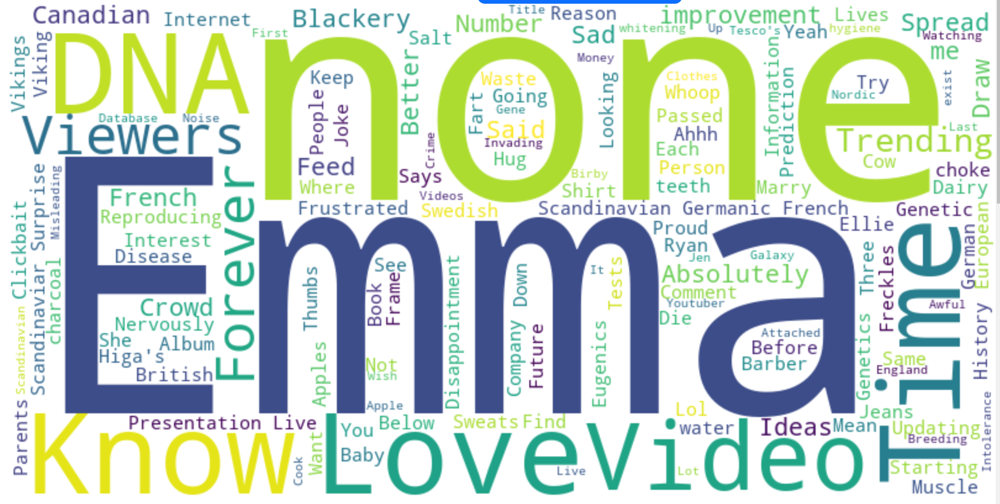 Canadian
Internet
Blackery
Title
Reason
improvement
Lives
Spread
Number
First
Salt
Sad
whitening
Up
Tesco's
Yeah
hygiene
Watching
me
Vikings
Viking
DNA
none
Money
Keep
Waste
Going
Gene
Fart
Said
Invading
Hug
Better
Looking
Clothes
Whoop
Passed
Ahhh
Each
Person
teeth
Information
Prediction
Try
Nordic
exist
Draw
Last
Trending
Cow
choke
Dairy
Database
Noise
Viewers
People
Joke
Feed
Where
Crime
Says
Videos
Birby
Shirt
Marry
Frustrated
Swedish
Scandinavian Germanic French
Genetic
Ellie
European
Surprise
Misleading
Clickbait
Scandinaviar
charcoal
Scandinavian
French
Reproducing
Interest
Disease
Forever
Emma
Crowd
Nervously
She
Album
Higa's
British
Thumbs
See
Book
Frame
Apples
Not
Wish
Apple
Disappointment
Down
Company
Future
It
Tests
Eugenics
Proud
Ryan
Jen
Galaxy
Absolutely
Comment
Youtuber
Die
Attached
Before
Barber
Three
Freckles
Genetics
Time
German
Awful
History
Same
England
Jeans
Parents
Presentation Live
Know
Cook
Want
You
Below
Baby
Love
Sweats
Find
Live
Lol
water
Video
Lot
Ideas
Mean
Updating
Breeding
Starting
Muscle
Intolerance